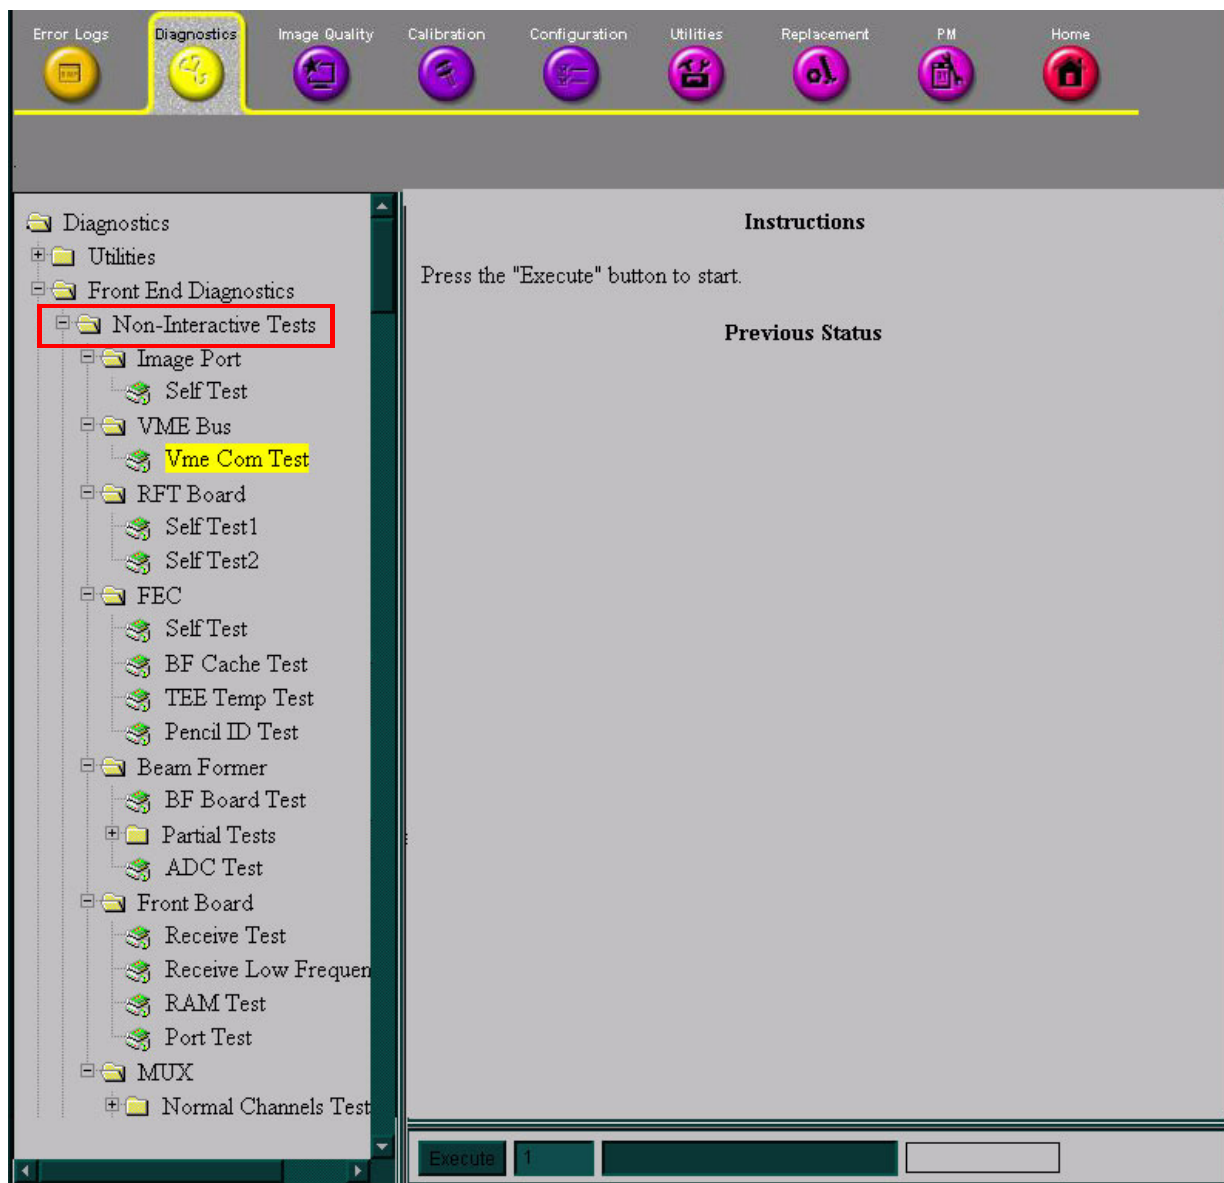 Error Logs Diagnostics Image Quality Calibration Configuration Utilities Replacement PM Home
Diagnostics
Utilities
Front End Diagnostics
Non-Interactive Tests
Image Port
Self Test
VME Bus
Vme Com Test
RFT Board
Self Test1
Self Test2
FEC
Self Test
BF Cache Test
TEE Temp Test
Pencil ID Test
Beam Former
BF Board Test
Partial Tests
ADC Test
Front Board
Receive Test
Receive Low Frequen
RAM Test
Port Test
MUX
Normal Channels Test
Instructions
Press the "Execute" button to start.
Previous Status
Execute 1